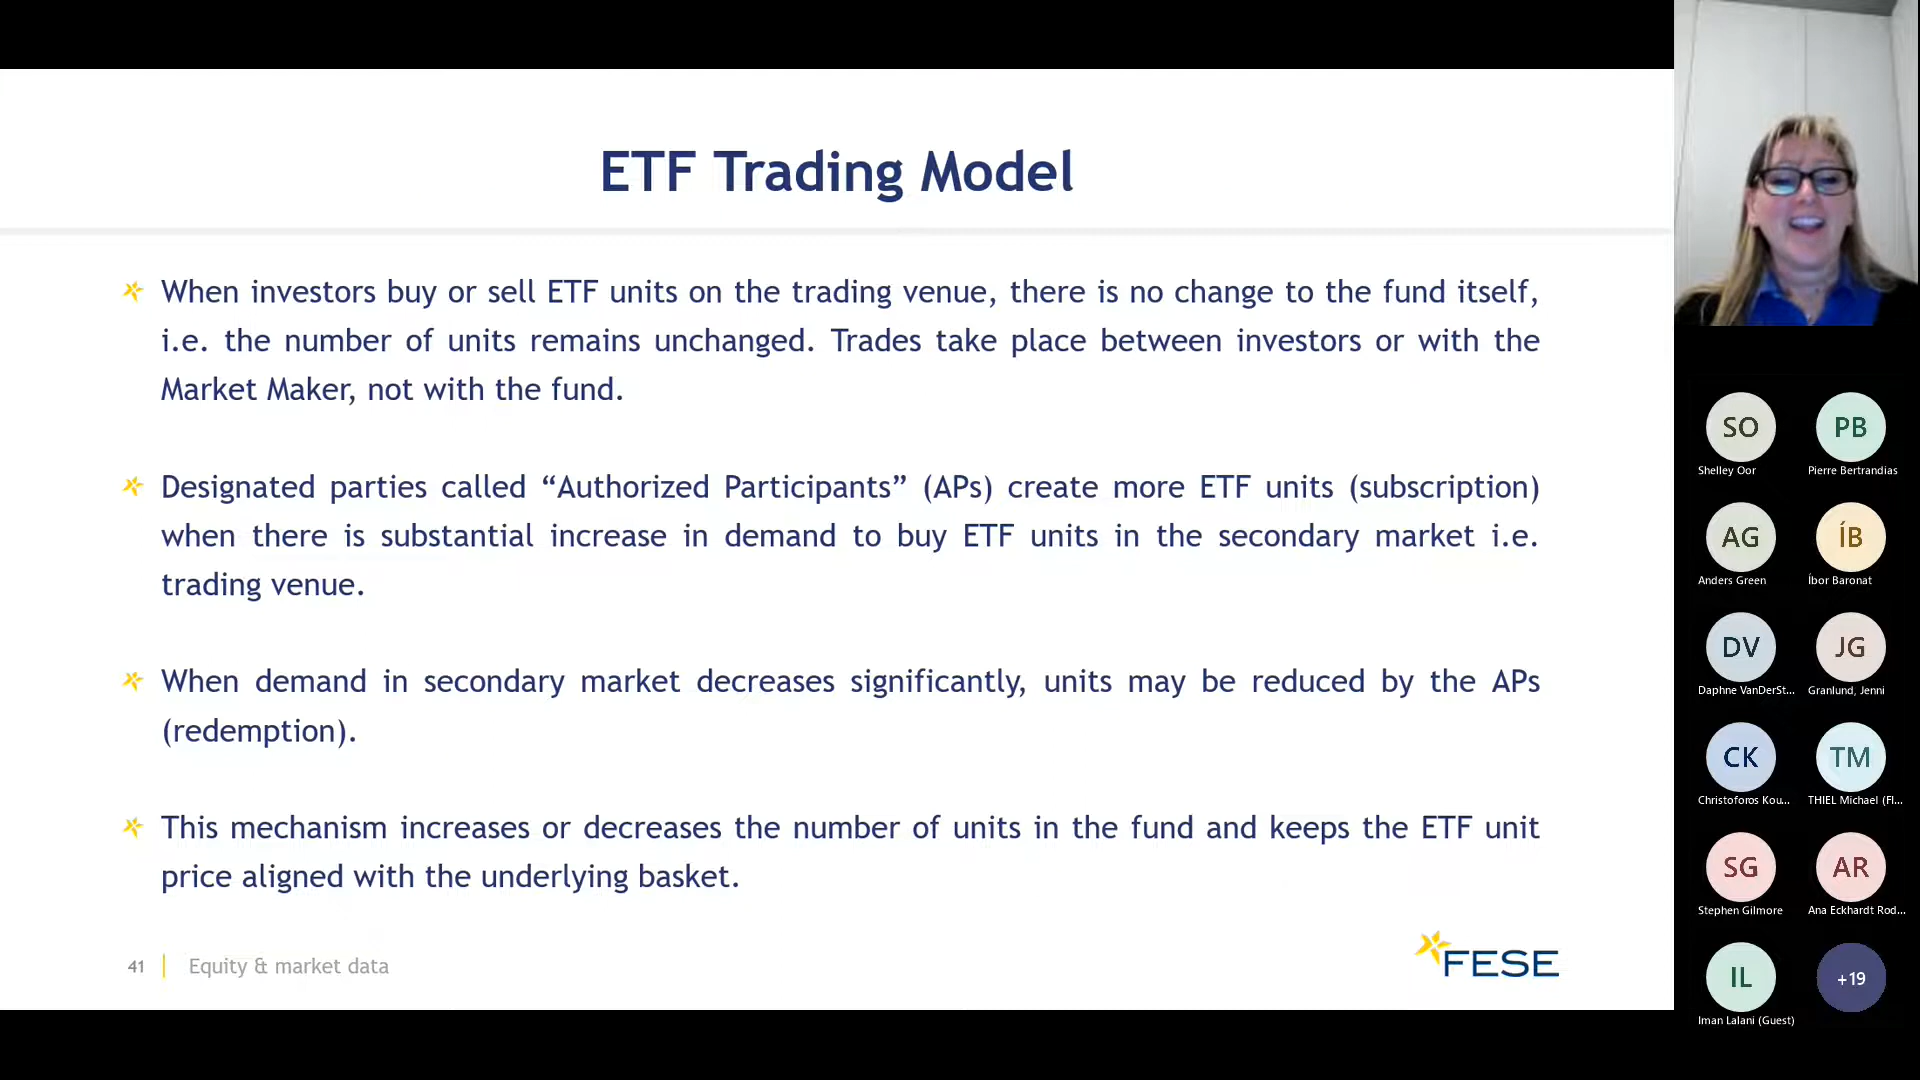 ETF Trading Model
When investors buy or sell ETF units on the trading venue, there is no change to the fund itself,
i.e. the number of units remains unchanged. Trades take place between investors or with the
Market Maker, not with the fund.
Designated parties called “Authorized Participants” (APs) create more ETF units (subscription)
when there is substantial increase in demand to buy ETF units in the secondary market i.e.
trading venue.
When demand in secondary market decreases significantly, units may be reduced by the APs
(redemption).
This mechanism increases or decreases the number of units in the fund and keeps the ETF unit
price aligned with the underlying basket.
41
Equity & market data
FESE
SO
Shelley Oor
PB
Pierre Bertrandias
AG
Anders Green
ÍB
Íbor Baronat
DV
Daphne VanDerSt...
JG
Granlund, Jenni
CK
Christoforos Kou...
TM
THIEL Michael (FI...
SG
Stephen Gilmore
AR
Ana Eckhardt Rod...
IL
Iman Lalani (Guest)
+19